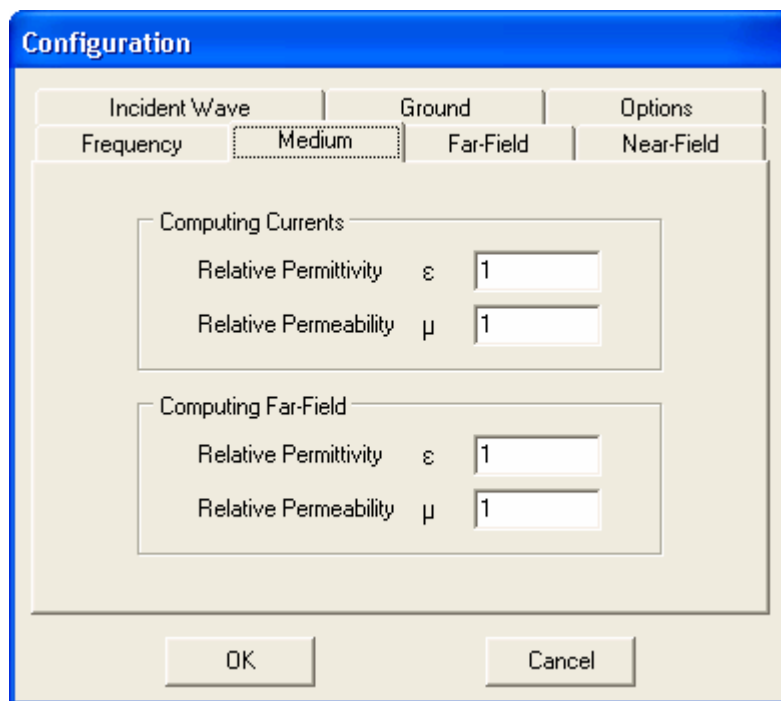 Configuration
Incident Wave Ground Options
Frequency Medium Far-Field Near-Field
Computing Currents
Relative Permittivity ε 1
Relative Permeability μ 1
Computing Far-Field
Relative Permittivity ε 1
Relative Permeability μ 1
OK Cancel